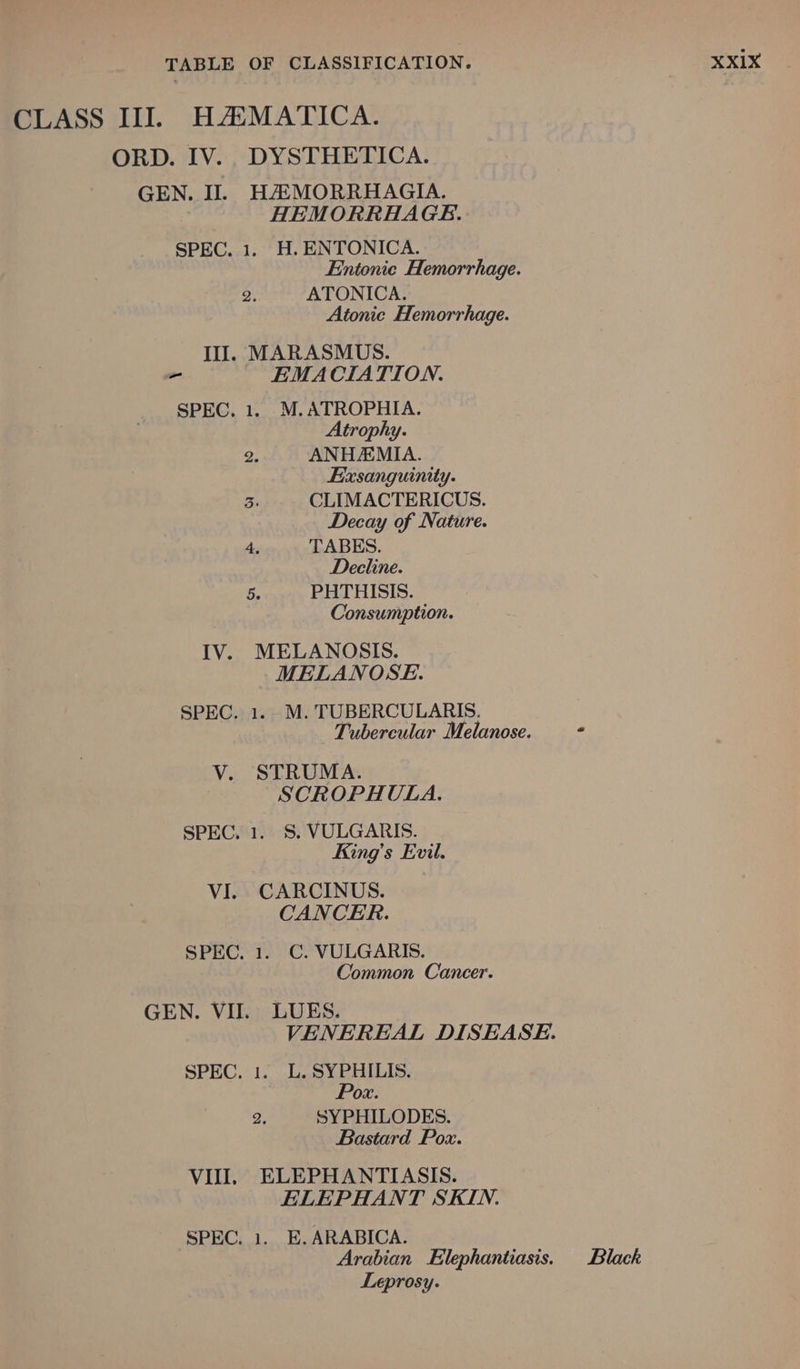 TABLE OF CLASSIFICATION. xxix
CLASS III. HÆMATICA.
ORD. IV. DYSTHETICA.
GEN. II. HÆMORRHAGIA.
HEMORRHAGE.
SPEC. 1. H. ENTONICA.
Entonic Hemorrhage.
2. ATONICA.
Atonic Hemorrhage.
III. MARASMUS.
EMACIATION.
SPEC. 1. M. ATROPHIA.
Atrophy.
2. ANHÆMIA.
Exsanguinity.
3. CLIMACTERICUS.
Decay of Nature.
4. TABES.
Decline.
5. PHTHISIS.
Consumption.
IV. MELANOSIS.
MELANOSE.
SPEC. 1. M. TUBERCULARIS.
Tubercular Melanose.
V. STRUMA.
SCROPHULA.
SPEC. 1. S. VULGARIS.
King's Evil.
VI. CARCINUS.
CANCER.
SPEC. 1. C. VULGARIS.
Common Cancer.
GEN. VII. LUES.
VENEREAL DISEASE.
SPEC. 1. L. SYPHILIS.
Pox.
2. SYPHILODES.
Bastard Pox.
VIII. ELEPHANTIASIS.
ELEPHANT SKIN.
SPEC. 1. E. ARABICA.
Arabian Elephantiasis. Black
Leprosy.